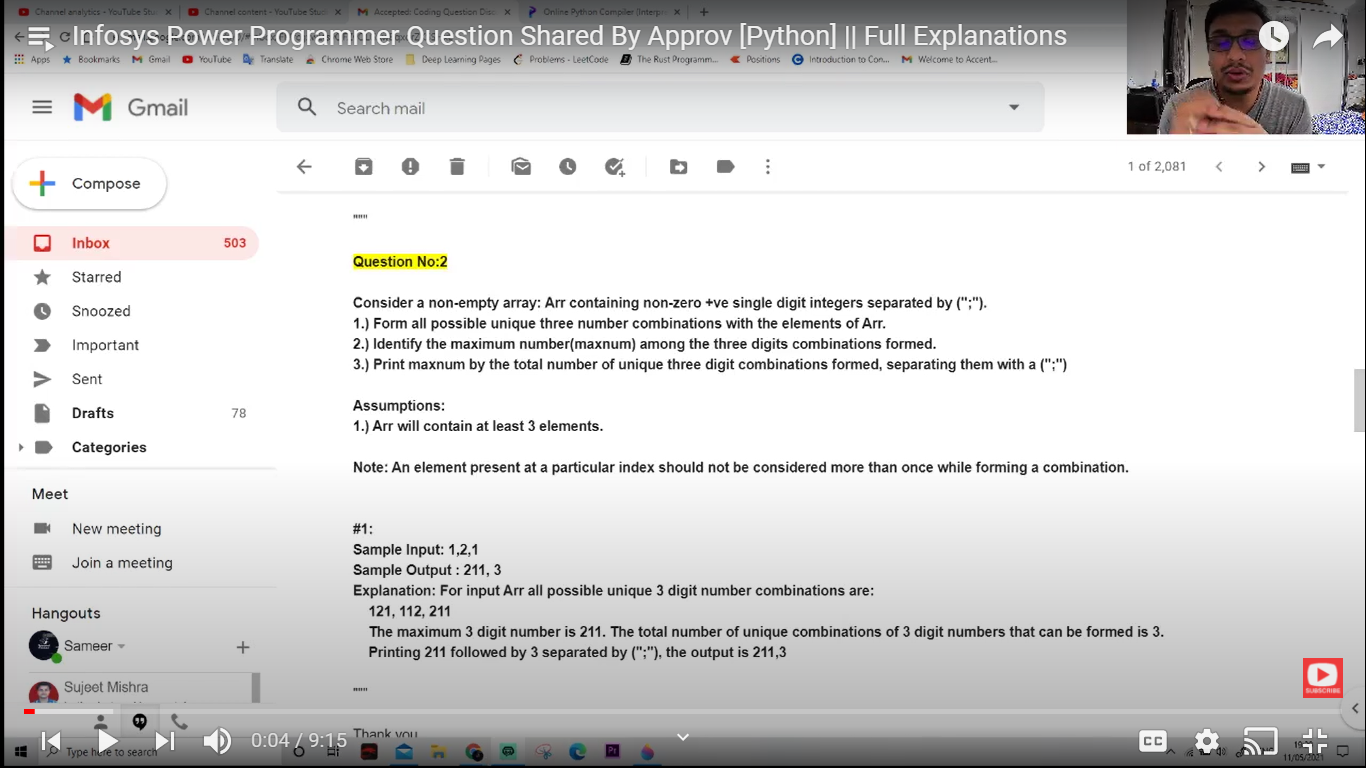 Channel analytics - YouTube Stu
Channel content - YouTube Studi
Accepted: Coding Question Disc
Online Python Compiler (Interpre
Infosys Power Programmer Question Shared By Approv [Python] || Full Explanations
Apps Bookmarks Gmail YouTube Translate Chrome Web Store Deep Learning Pages Problems - LeetCode The Rust Programm... Positions Introduction to Con... Welcome to Accent...
Gmail
Search mail
Compose
1 of 2,081
Inbox 503
Starred
Snoozed
Important
Sent
Drafts 78
Categories
Meet
New meeting
Join a meeting
Hangouts
Sameer
Sujeet Mishra
"""
Question No:2
Consider a non-empty array: Arr containing non-zero +ve single digit integers separated by (";").
1.) Form all possible unique three number combinations with the elements of Arr.
2.) Identify the maximum number(maxnum) among the three digits combinations formed.
3.) Print maxnum by the total number of unique three digit combinations formed, separating them with a (";")
Assumptions:
1.) Arr will contain at least 3 elements.
Note: An element present at a particular index should not be considered more than once while forming a combination.
#1:
Sample Input: 1,2,1
Sample Output : 211, 3
Explanation: For input Arr all possible unique 3 digit number combinations are:
121, 112, 211
The maximum 3 digit number is 211. The total number of unique combinations of 3 digit numbers that can be formed is 3.
Printing 211 followed by 3 separated by (";"), the output is 211,3
"""
Thank you
SUBSCRIBE
0:04 / 9:15
CC
Type here to search
11/05/2021